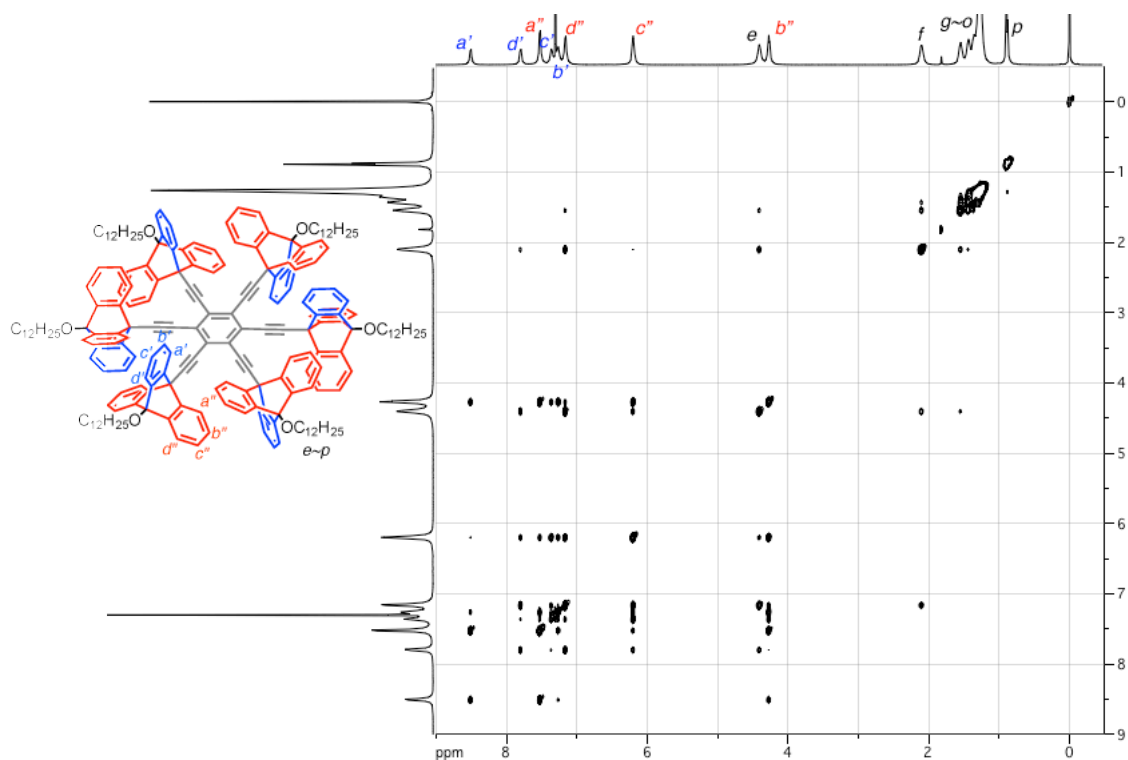 a' d' a" c' b' d" c" e b" f g~o p
0
1
2
3
4
5
6
7
8
9
ppm 8 6 4 2 0
C₁₂H₂₅O
OC₁₂H₂₅
C₁₂H₂₅O
OC₁₂H₂₅
b' c' a' d'
C₁₂H₂₅O
a" b" c" d"
OC₁₂H₂₅
e~p